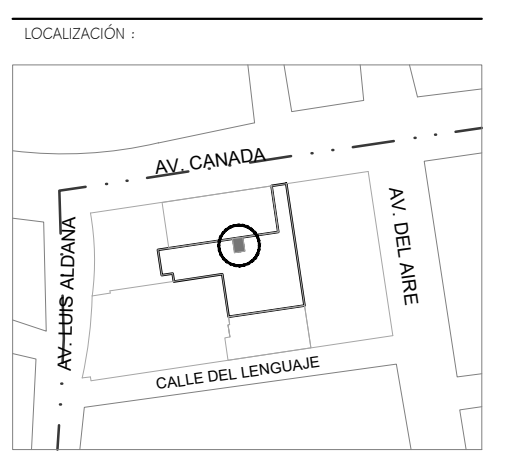 LOCALIZACIÓN :
AV. CANADA
AV. LUIS ALDANA
AV. DEL AIRE
CALLE DEL LENGUAJE